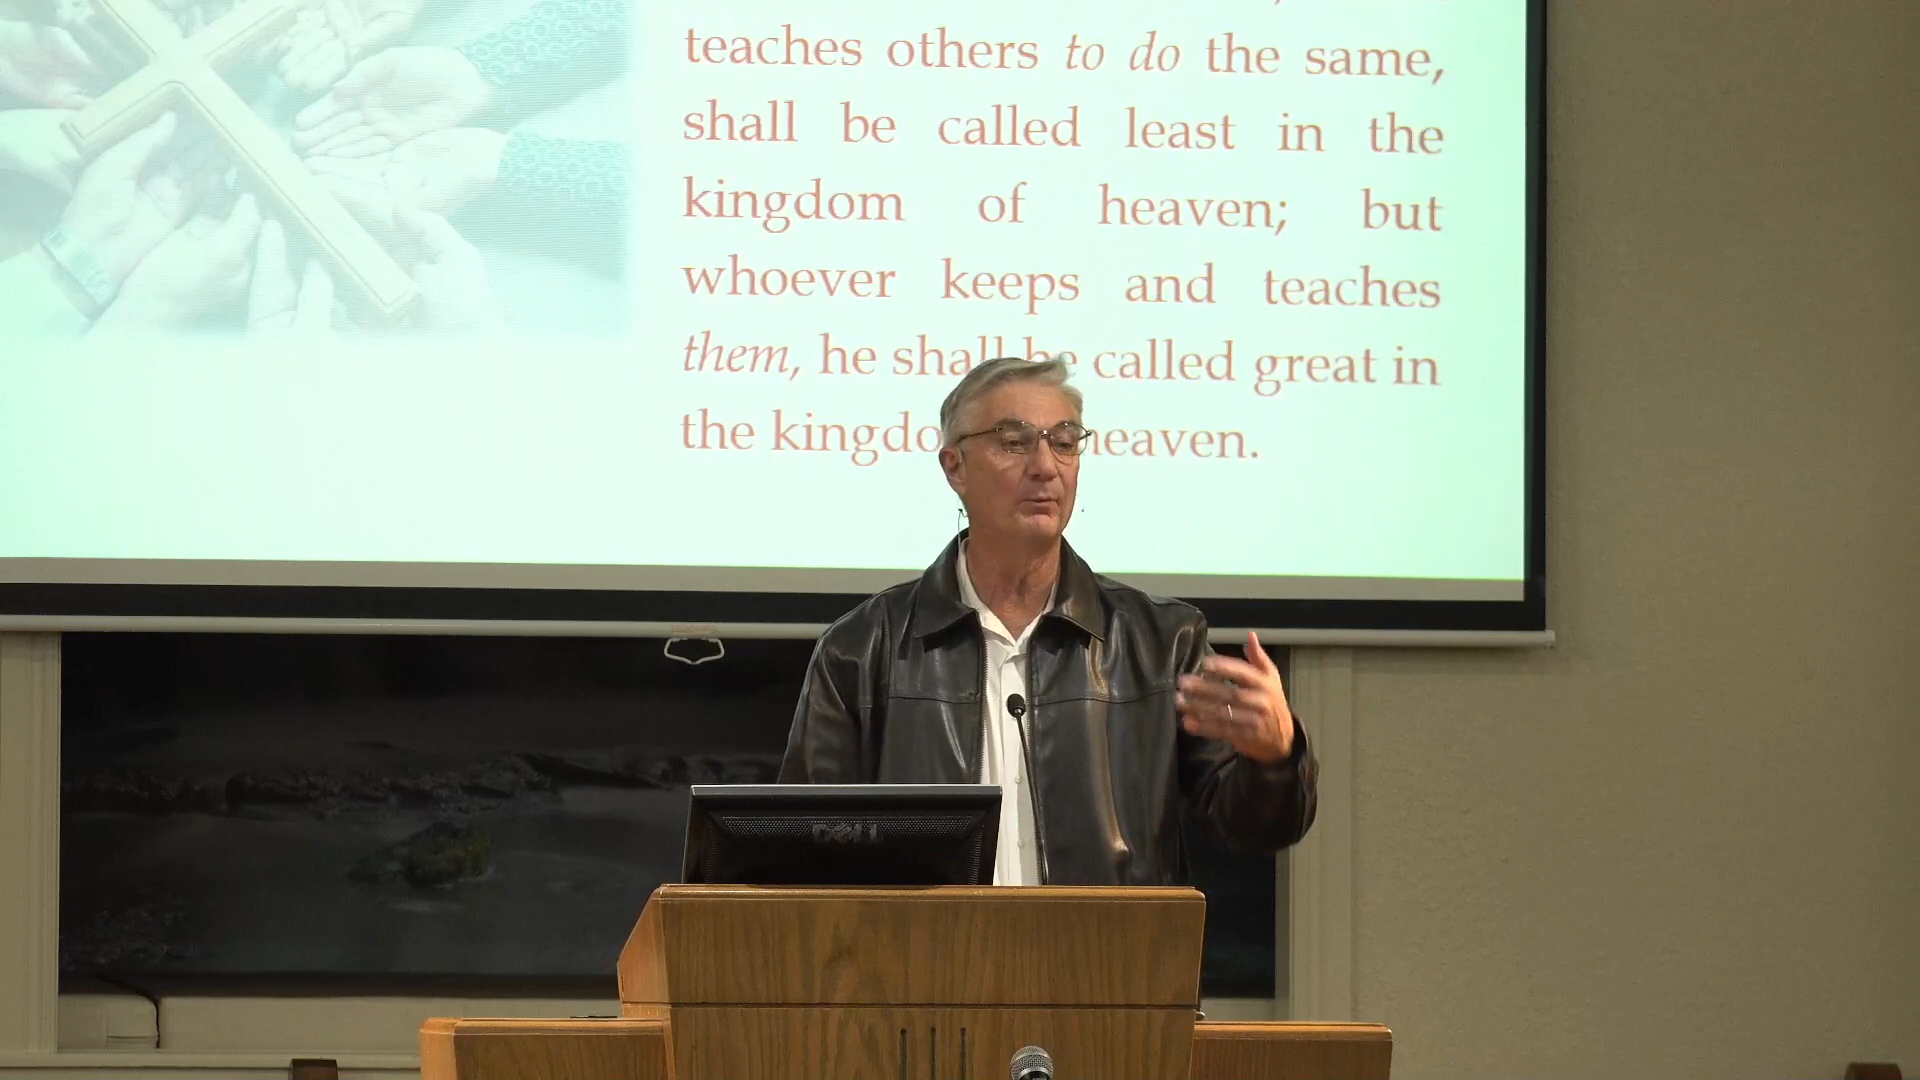 teaches others to do the same,
shall be called least in the
kingdom of heaven; but
whoever keeps and teaches
them, he shall be called great in
the kingdo heaven.
DELL